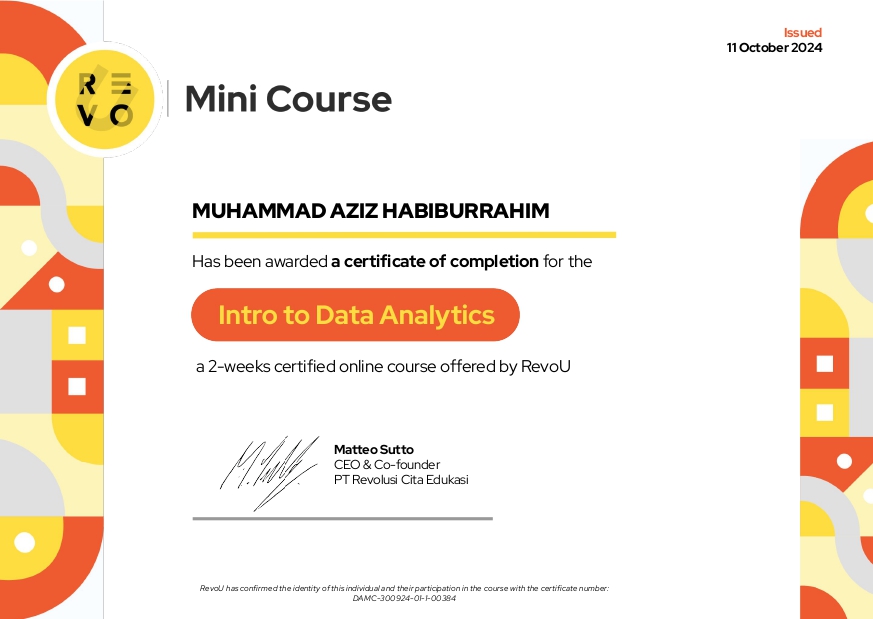 Issued
11 October 2024
RE
VO
Mini Course
MUHAMMAD AZIZ HABIBURRAHIM
Has been awarded a certificate of completion for the
Intro to Data Analytics
a 2-weeks certified online course offered by RevoU
Matteo Sutto
CEO & Co-founder
PT Revolusi Cita Edukasi
RevoU has confirmed the identity of this individual and their participation in the course with the certificate number:
DAMC-300924-01-1-00384